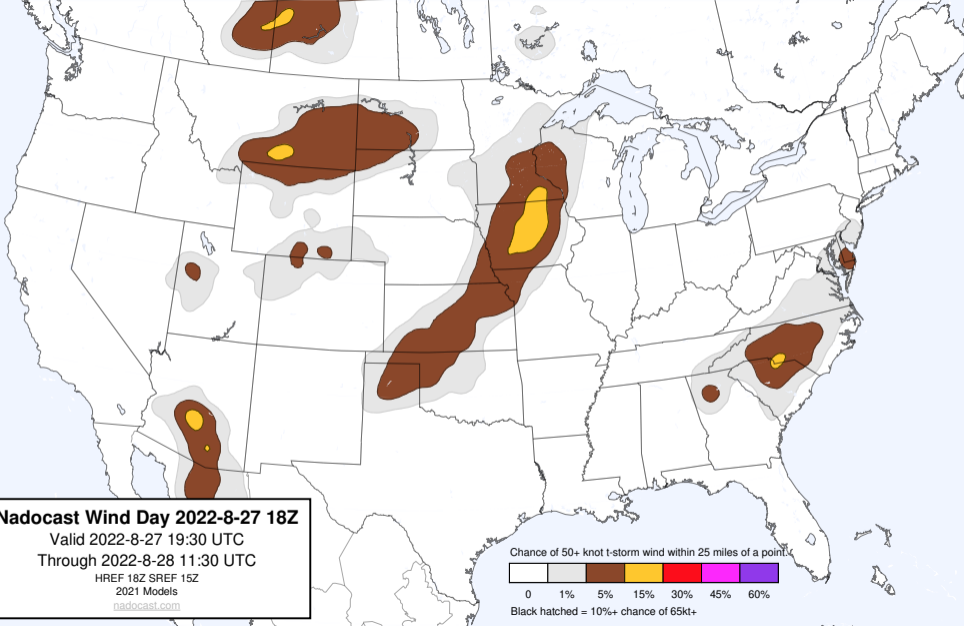 Nadocast Wind Day 2022-8-27 18Z
Valid 2022-8-27 19:30 UTC
Through 2022-8-28 11:30 UTC
HREF 18Z SREF 15Z
2021 Models
nadocast.com
Chance of 50+ knot t-storm wind within 25 miles of a point.
0 1% 5% 15% 30% 45% 60%
Black hatched = 10%+ chance of 65kt+